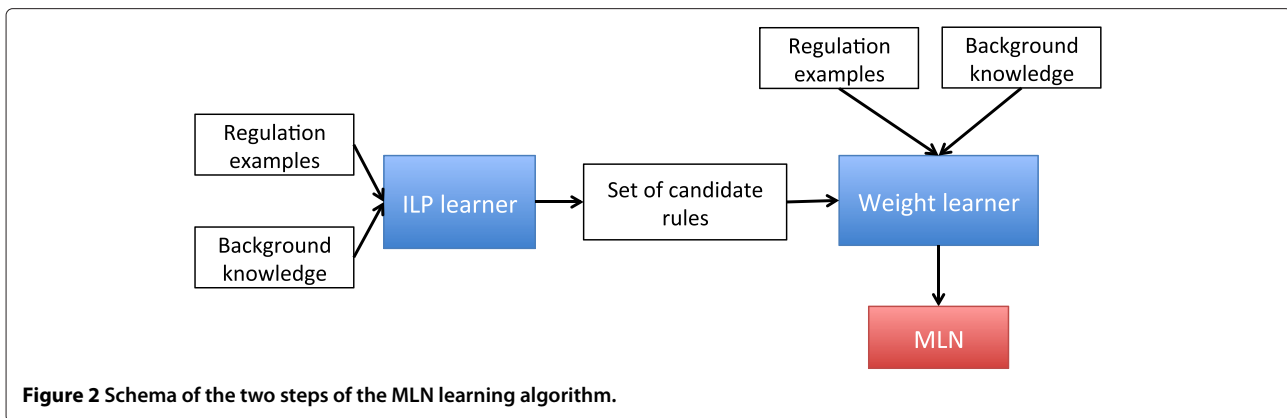 Regulation
examples
Background
knowledge
Regulation
examples
Background
knowledge
ILP learner
Set of candidate
rules
Weight learner
MLN
Figure 2 Schema of the two steps of the MLN learning algorithm.